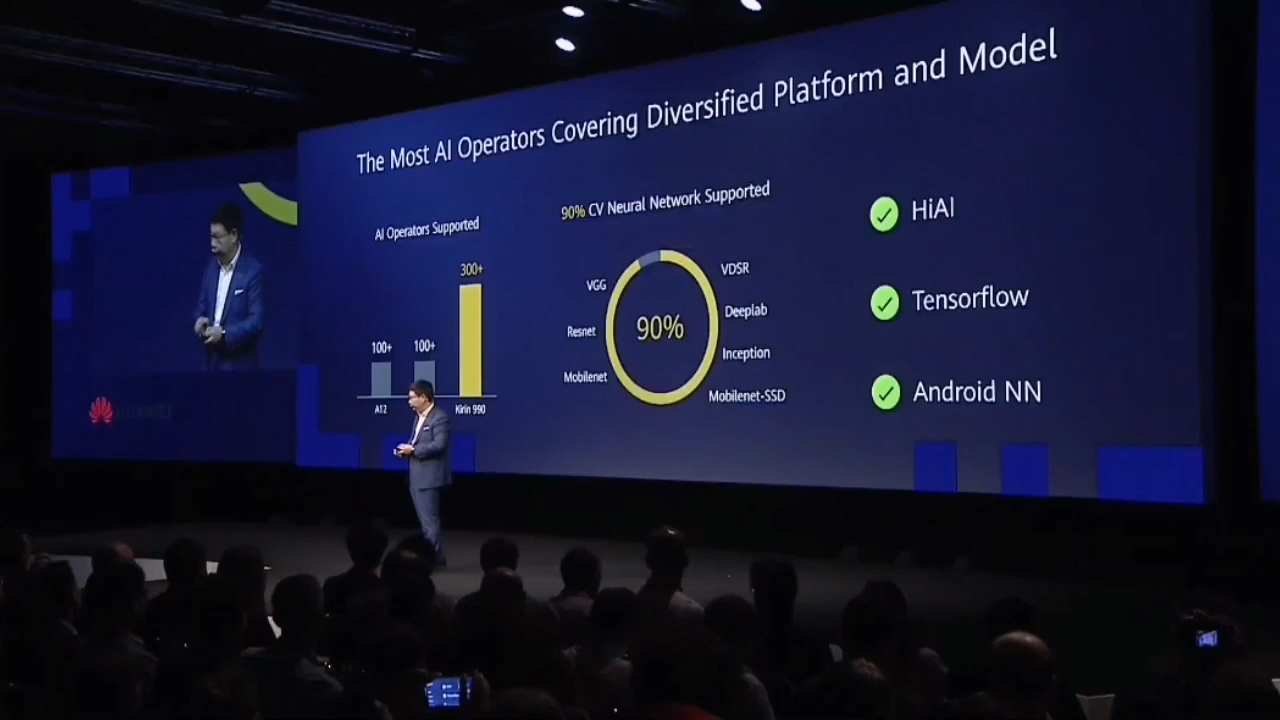 The Most AI Operators Covering Diversified Platform and Model
AI Operators Supported
300+
100+
100+
A12
Kirin 990
90% CV Neural Network Supported
VGG
Resnet
Mobilenet
90%
VDSR
Deeplab
Inception
Mobilenet-SSD
HiAI
Tensorflow
Android NN